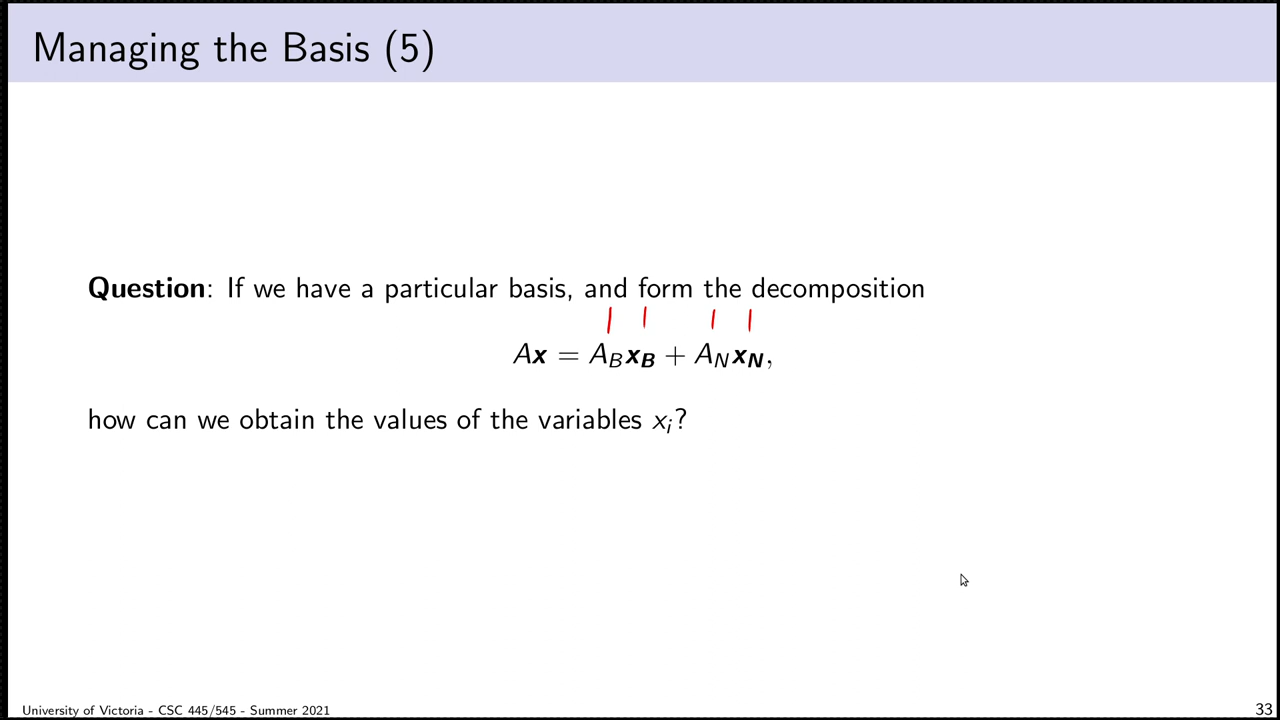 Managing the Basis (5)
Question: If we have a particular basis, and form the decomposition
Ax = A_B x_B + A_N x_N,
how can we obtain the values of the variables x_i?
University of Victoria - CSC 445/545 - Summer 2021
33